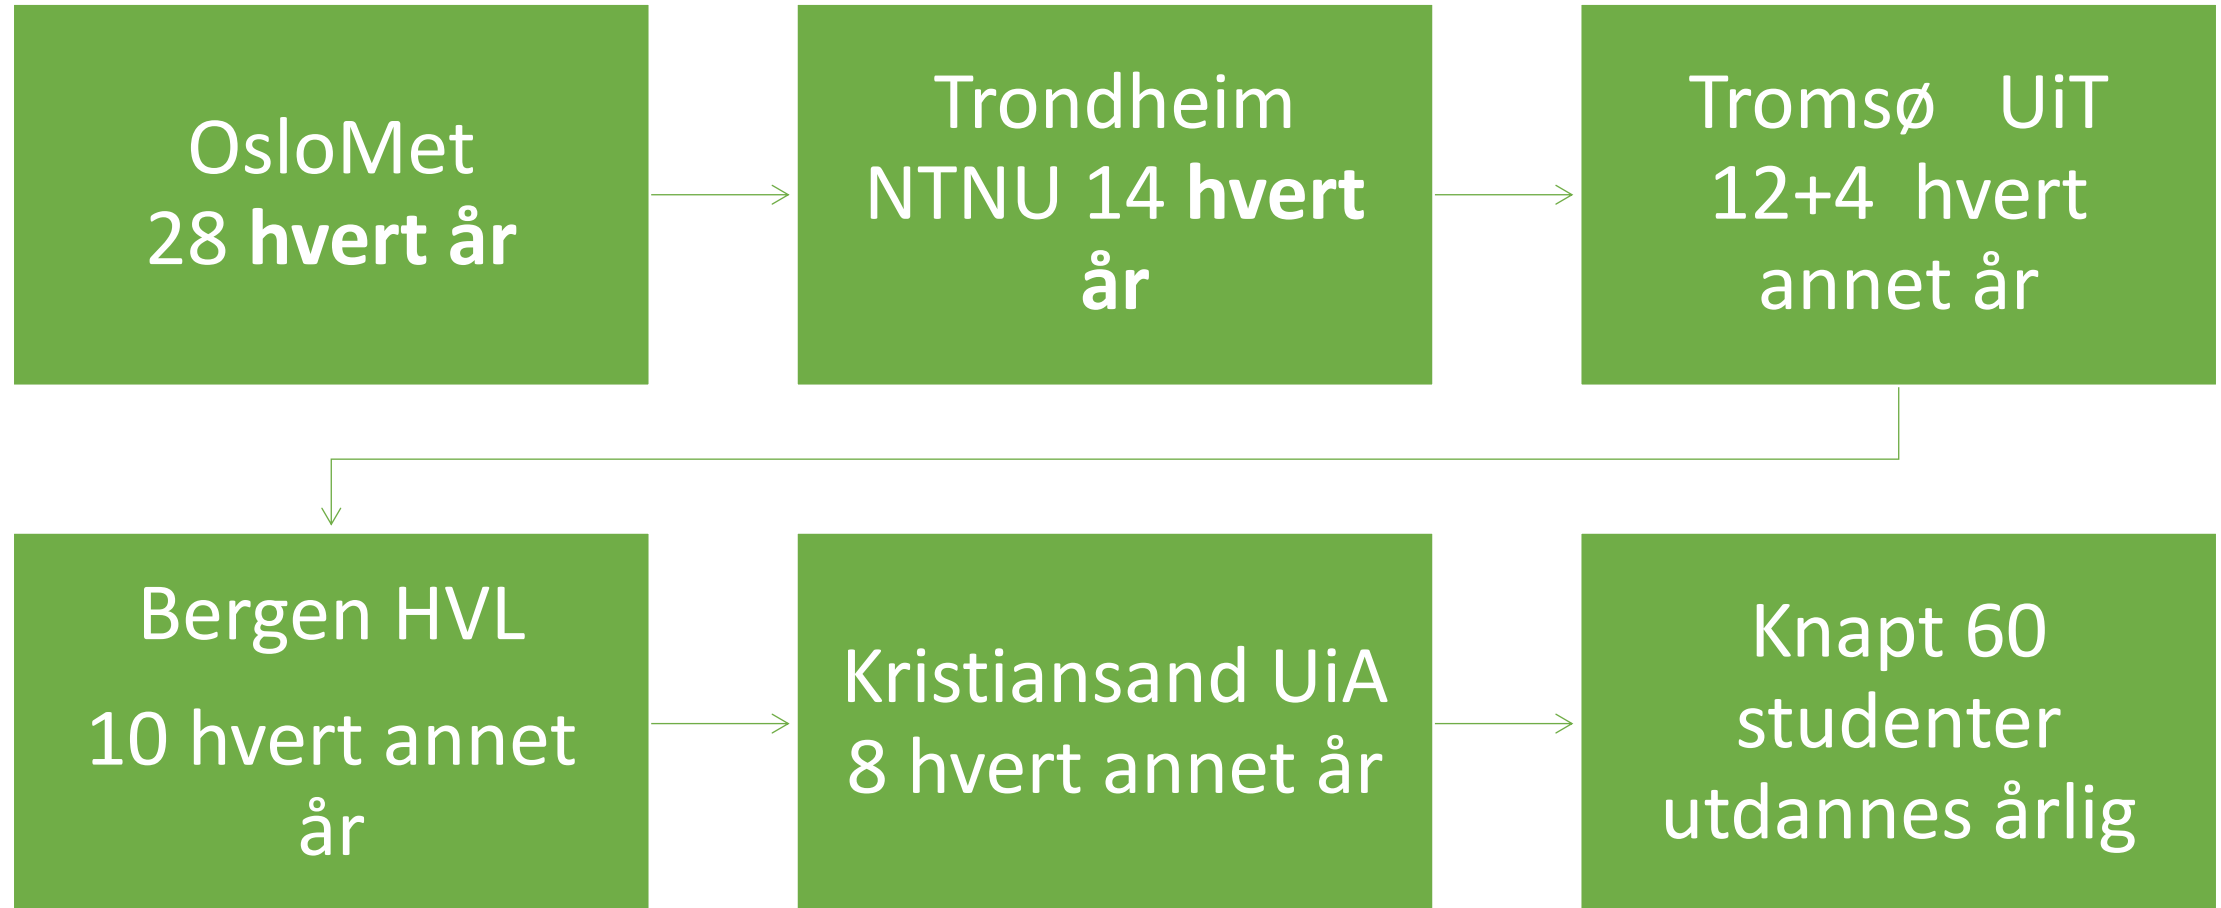 OsloMet
28 hvert år
Trondheim
NTNU 14 hvert
år
Tromsø UiT
12+4 hvert
annet år
Bergen HVL
10 hvert annet
år
Kristiansand UiA
8 hvert annet år
Knapt 60
studenter
utdannes årlig